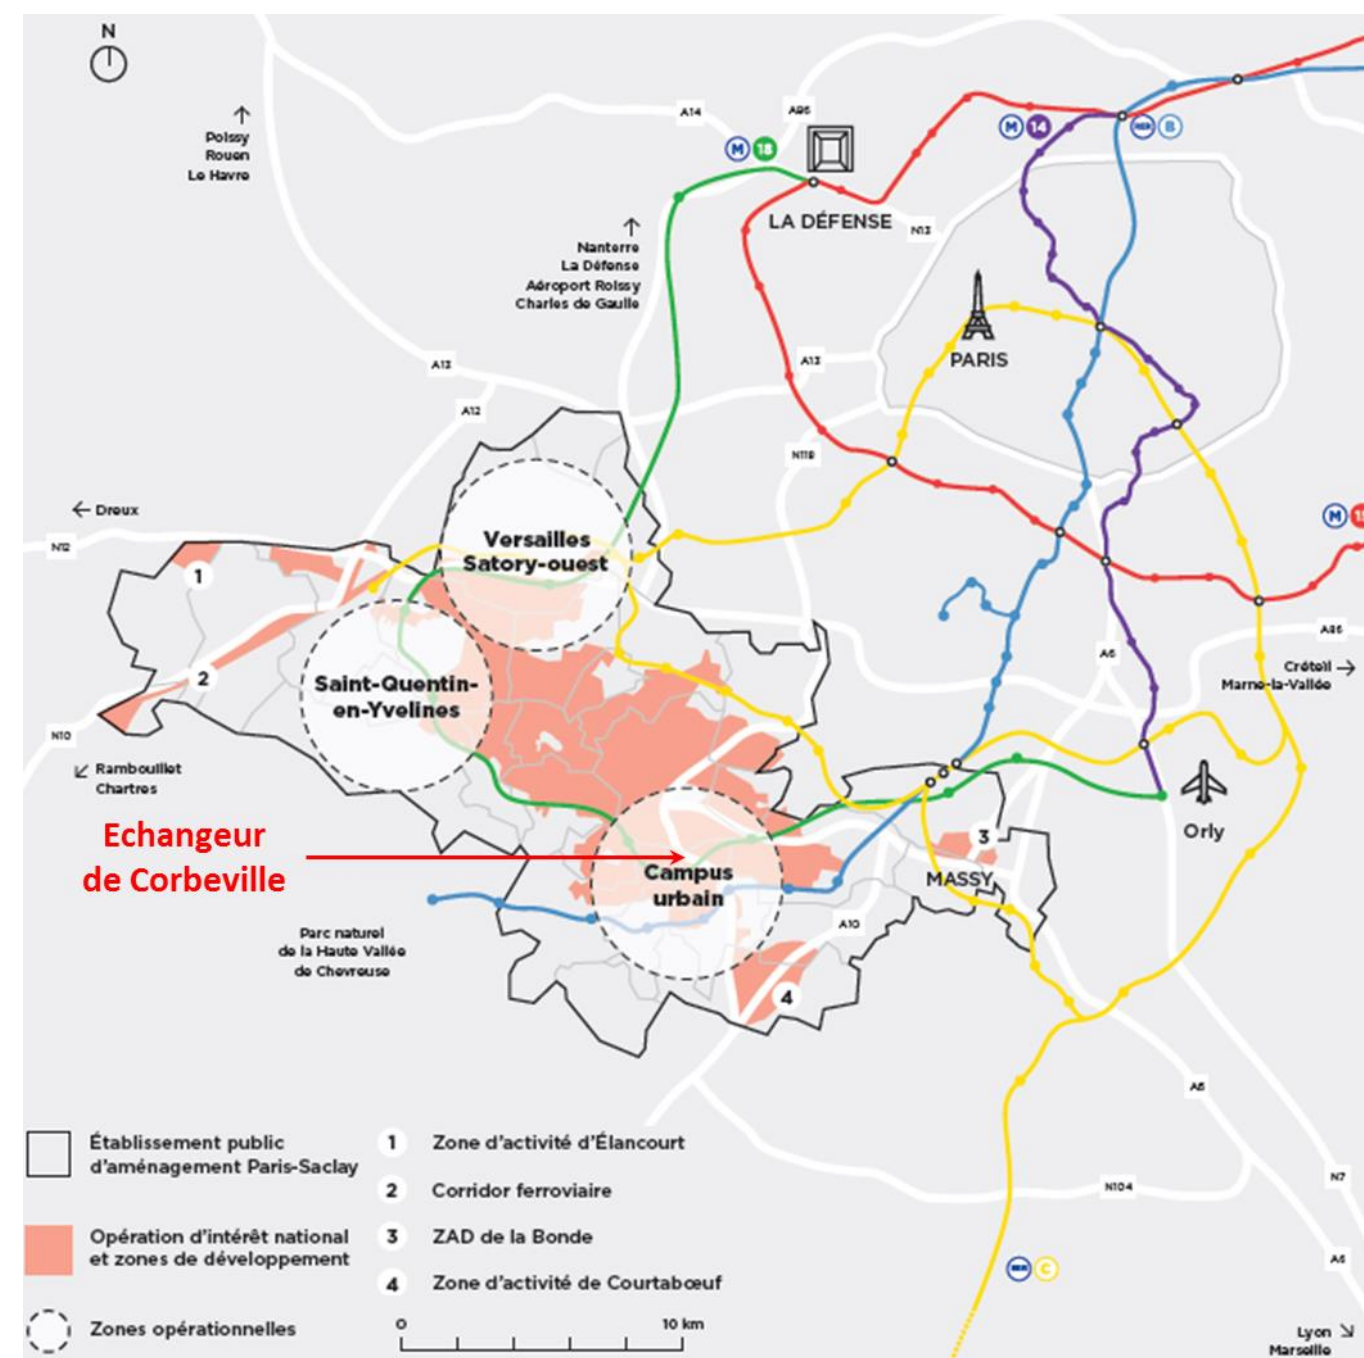 N
Poissy
Rouen
Le Havre
A14
A86
M 18
M 14
RER B
LA DÉFENSE
N13
Nanterre
La Défense
Aéroport Roissy
Charles de Gaulle
A13
A13
PARIS
A12
N118
Dreux
N12
Versailles
Satory-ouest
M
1
A86
A6
Créteil
Marne-la-Vallée
2
Saint-Quentin-
en-Yvelines
N10
Rambouillet
Chartres
Echangeur
de Corbeville
Orly
3
MASSY
Campus
urbain
A10
Parc naturel
de la Haute Vallée
de Chevreuse
4
A6
N104
N7
A6
RER C
Lyon
Marseille
Établissement public
d'aménagement Paris-Saclay
Opération d'intérêt national
et zones de développement
Zones opérationnelles
1 Zone d'activité d'Élancourt
2 Corridor ferroviaire
3 ZAD de la Bonde
4 Zone d'activité de Courtabœuf
0 10 km